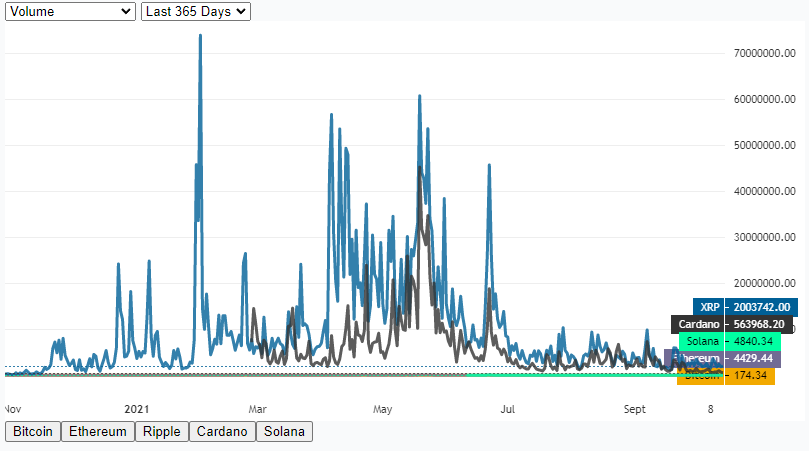 Volume Last 365 Days
70000000.00
60000000.00
50000000.00
40000000.00
30000000.00
20000000.00
XRP 2003742.00
Cardano 563968.20
Solana 4840.34
4429.44
Bitcoin 174.34
Nov 2021 Mar May Jul Sept 8
Bitcoin Ethereum Ripple Cardano Solana